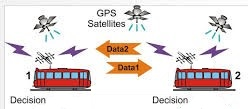 GPS
Satellites
Data2
Data1
1
2
Decision
Decision